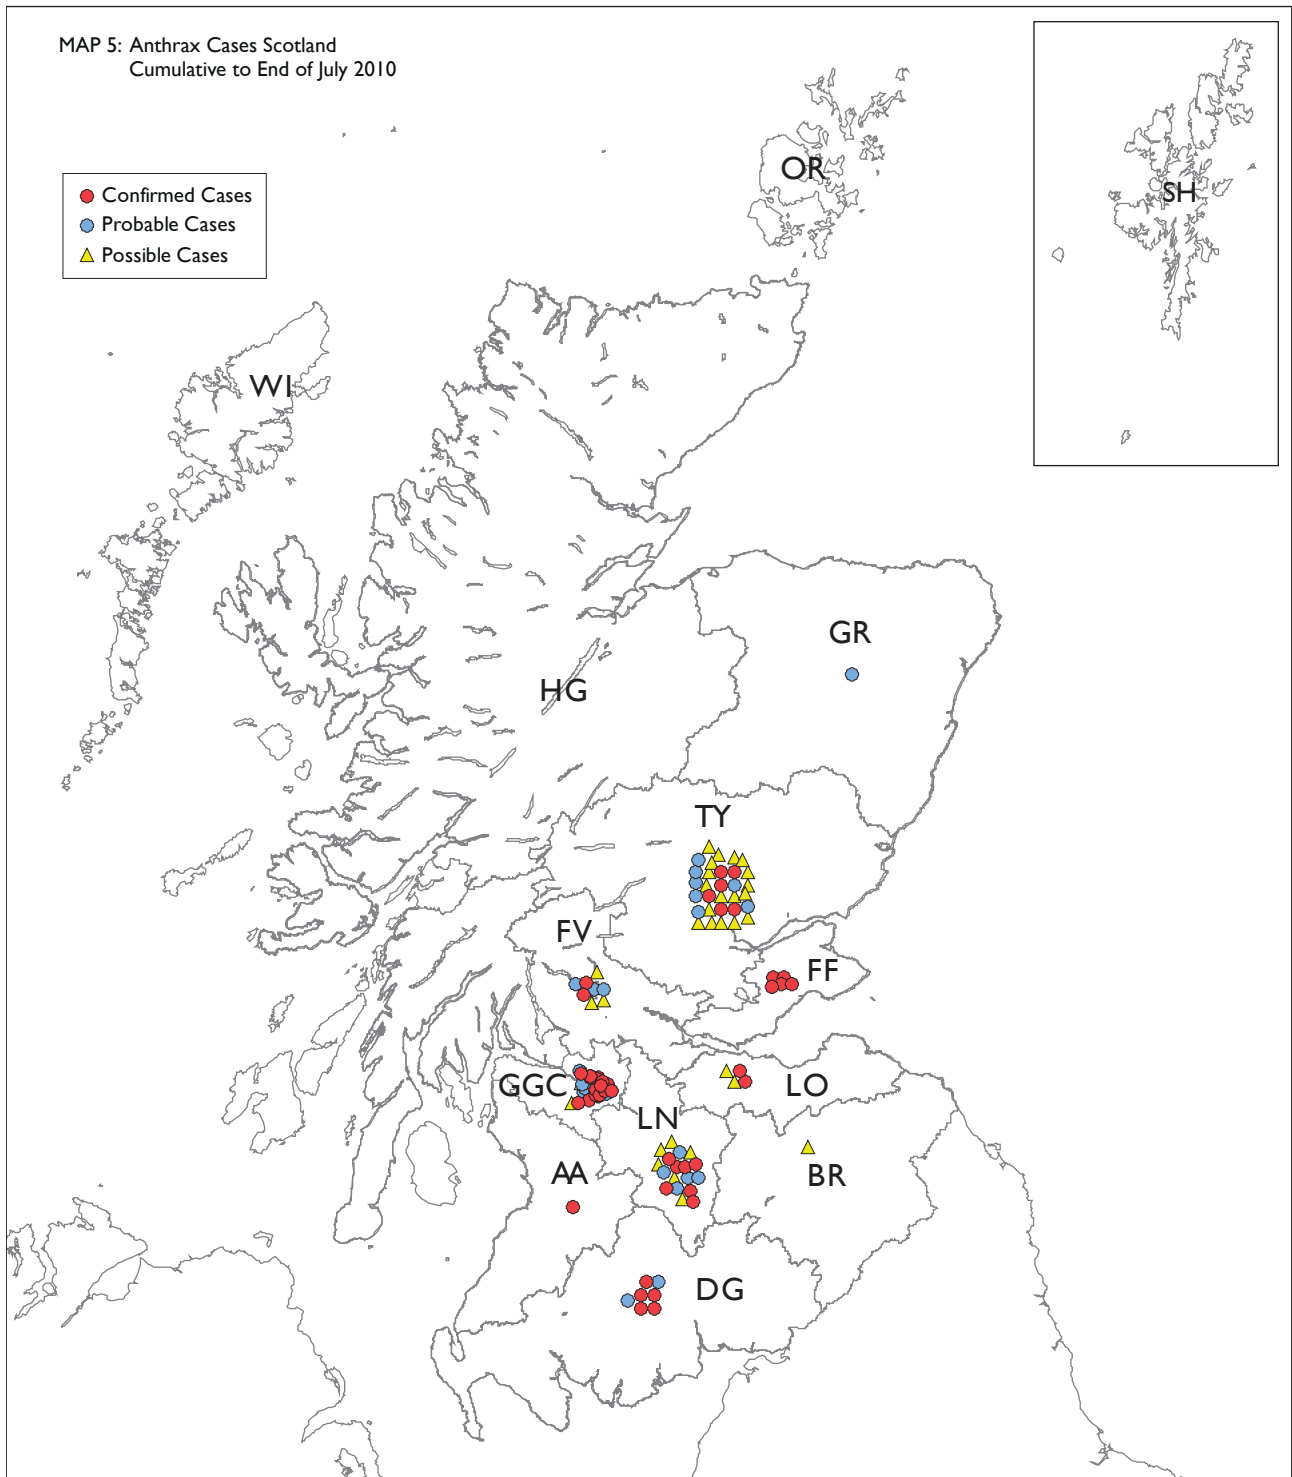 MAP 5: Anthrax Cases Scotland
Cumulative to End of July 2010
Confirmed Cases
Probable Cases
Possible Cases
OR
SH
WI
GR
HG
TY
FV
FF
GGC
LO
LN
AA
BR
DG